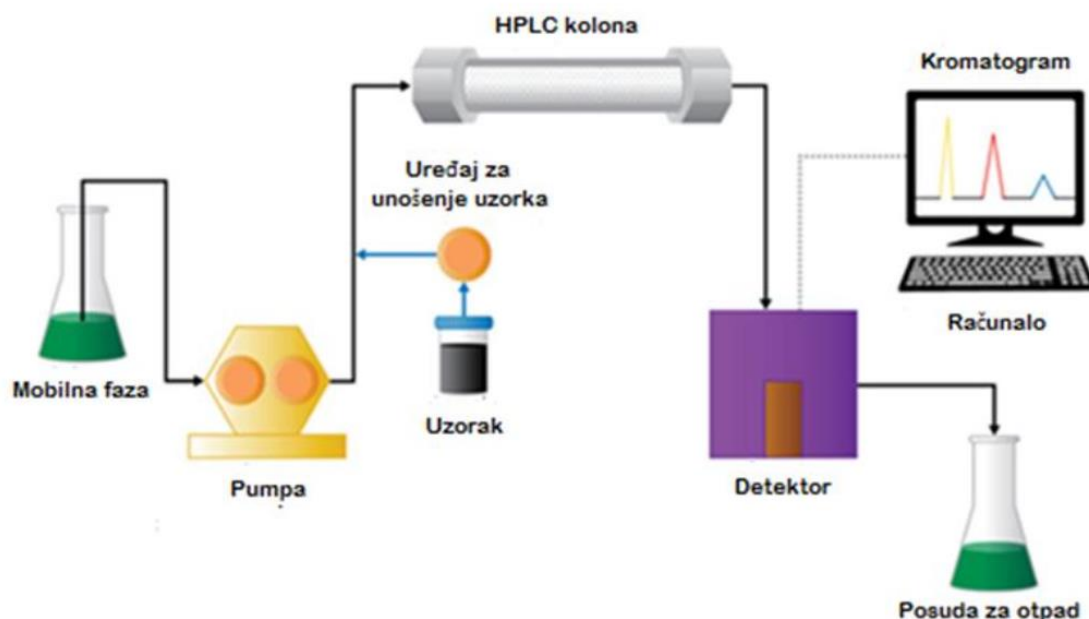 HPLC kolona
Kromatogram
Uređaj za
unošenje uzorka
Računalo
Mobilna faza
Uzorak
Pumpa
Detektor
Posuda za otpad